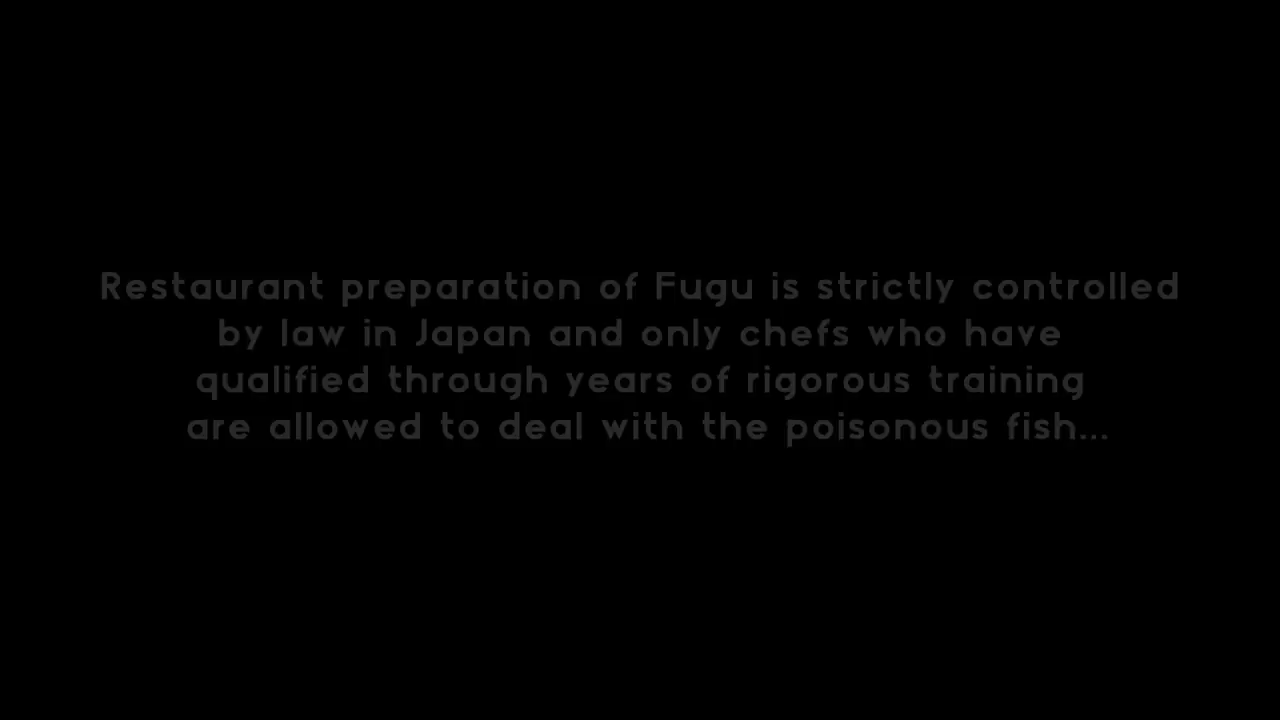 Restaurant preparation of Fugu is strictly controlled
by law in Japan and only chefs who have
qualified through years of rigorous training
are allowed to deal with the poisonous fish...